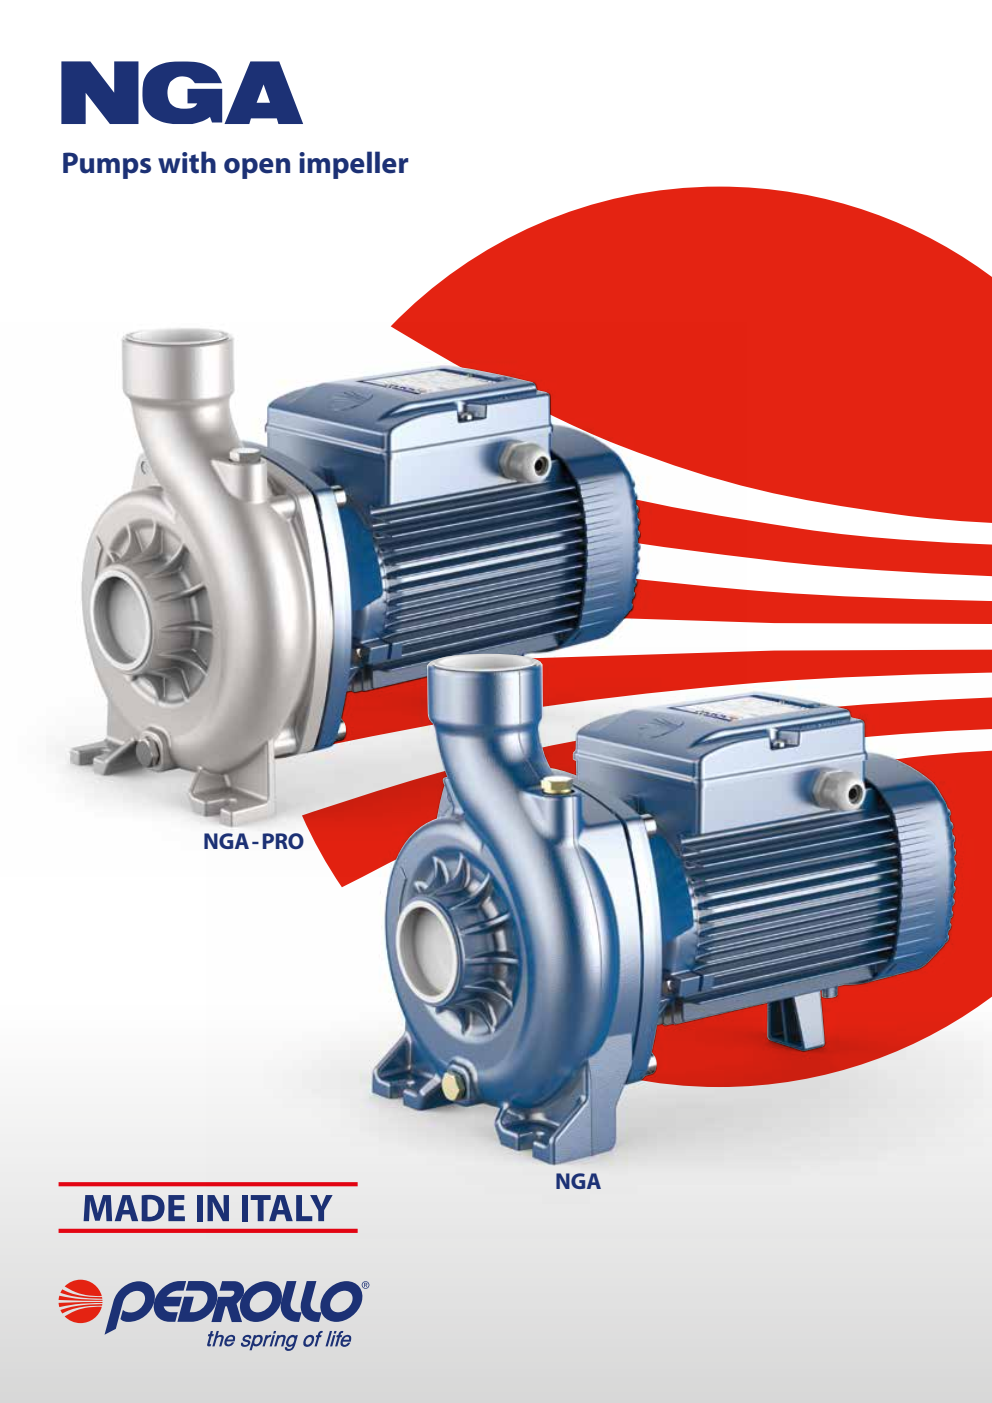 NGA
Pumps with open impeller
NGA-PRO
NGA
MADE IN ITALY
PEDROLLO®
the spring of life